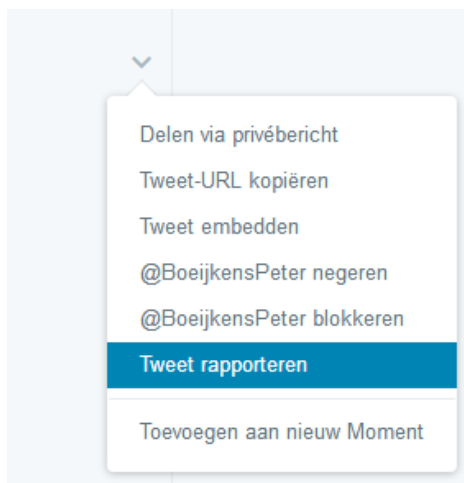 Delen via privébericht
Tweet-URL kopiëren
Tweet embedden
@BoeijkensPeter negeren
@BoeijkensPeter blokkeren
Tweet rapporteren
Toevoegen aan nieuw Moment